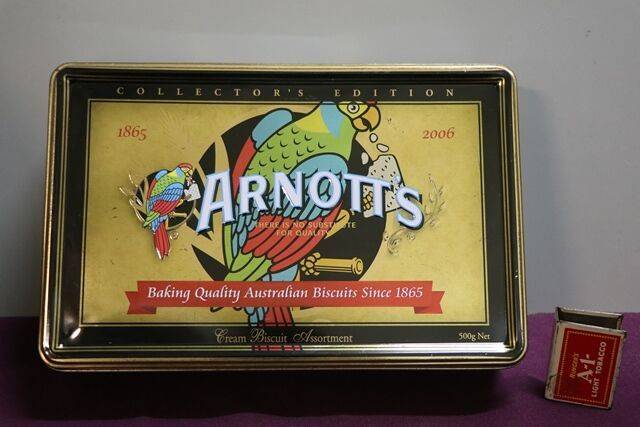 COLLECTOR'S EDITION
1865
2006
ARNOTT'S
THERE IS NO SUBSTITUTE
FOR QUALITY
Baking Quality Australian Biscuits Since 1865
Cream Biscuit Assortment
500g Net
A-1-
LIGHT TOBACCO